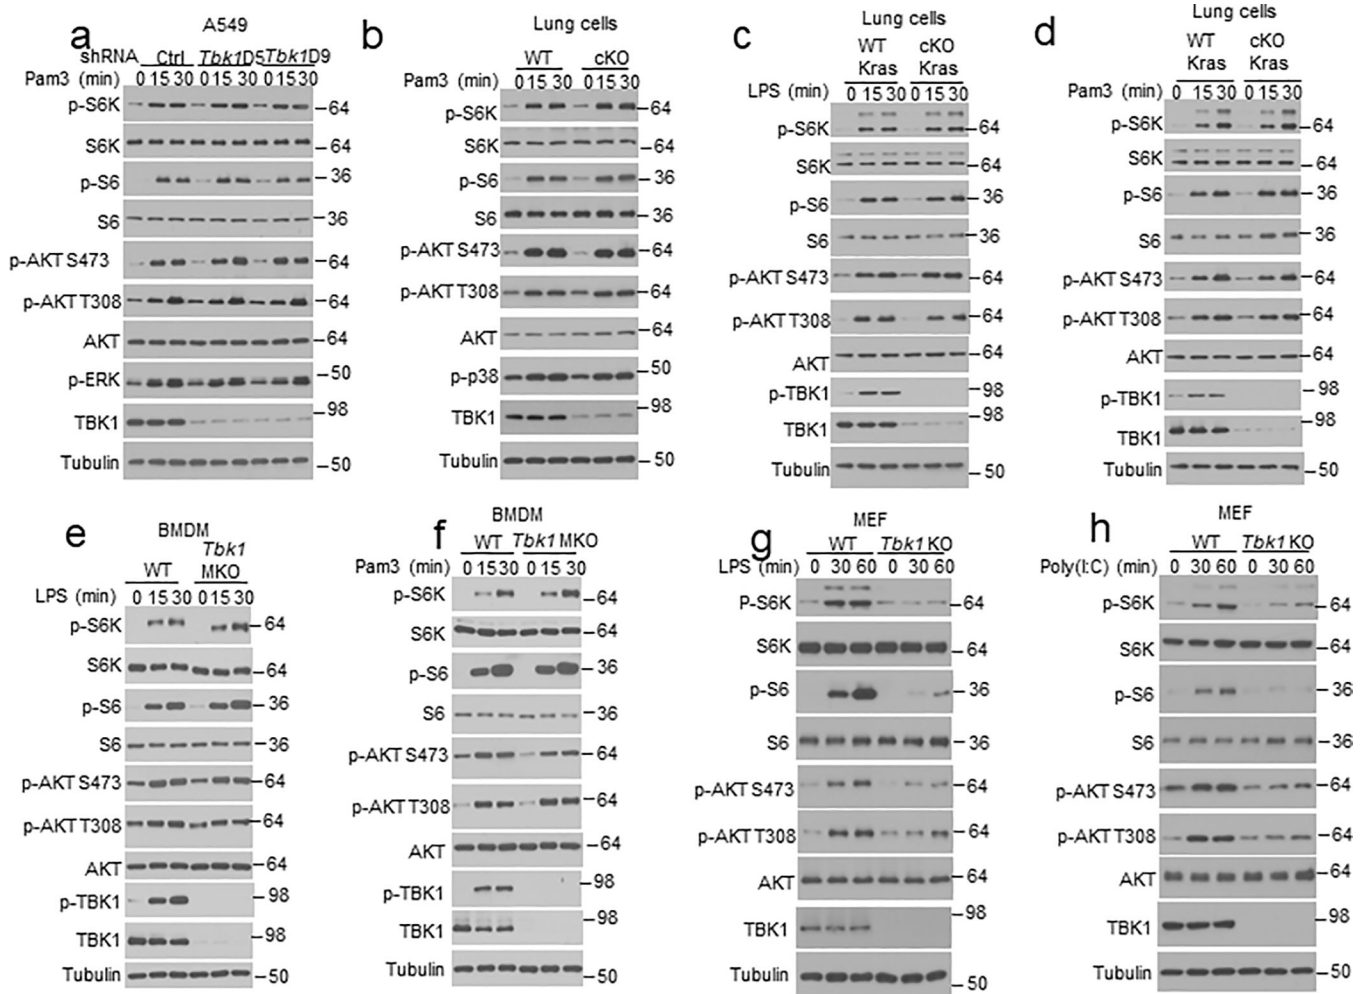 a
A549
shRNA Ctrl Tbk1D5 Tbk1D9
Pam3 (min) 0 15 30 0 15 30 0 15 30
p-S6K 64
S6K 64
p-S6 36
S6 36
p-AKT S473 64
p-AKT T308 64
AKT 64
p-ERK 50
TBK1 98
Tubulin 50
b
Lung cells
WT cKO
Pam3 (min) 0 15 30 0 15 30
p-S6K 64
S6K 64
p-S6 36
S6 36
p-AKT S473 64
p-AKT T308 64
AKT 64
p-p38 50
TBK1 98
Tubulin 50
c
Lung cells
WT cKO
Kras Kras
LPS (min) 0 15 30 0 15 30
p-S6K 64
S6K 64
p-S6 36
S6 36
p-AKT S473 64
p-AKT T308 64
AKT 64
p-TBK1 98
TBK1 98
Tubulin 50
d
Lung cells
WT cKO
Kras Kras
Pam3 (min) 0 15 30 0 15 30
p-S6K 64
S6K 64
p-S6 36
S6 36
p-AKT S473 64
p-AKT T308 64
AKT 64
p-TBK1 98
TBK1 98
Tubulin 50
e
BMDM
Tbk1
WT MKO
LPS (min) 0 15 30 0 15 30
p-S6K 64
S6K 64
p-S6 36
S6 36
p-AKT S473 64
p-AKT T308 64
AKT 64
p-TBK1 98
TBK1 98
Tubulin 50
f
BMDM
WT Tbk1 MKO
Pam3 (min) 0 15 30 0 15 30
p-S6K 64
S6K 64
p-S6 36
S6 36
p-AKT S473 64
p-AKT T308 64
AKT 64
p-TBK1 98
TBK1 98
Tubulin 50
g
MEF
WT Tbk1 KO
LPS (min) 0 30 60 0 30 60
P-S6K 64
S6K 64
p-S6 36
S6 36
p-AKT S473 64
p-AKT T308 64
AKT 64
TBK1 98
Tubulin 50
h
MEF
WT Tbk1 KO
Poly(I:C) (min) 0 30 60 0 30 60
p-S6K 64
S6K 64
p-S6 36
S6 36
p-AKT S473 64
p-AKT T308 64
AKT 64
TBK1 98
Tubulin 50